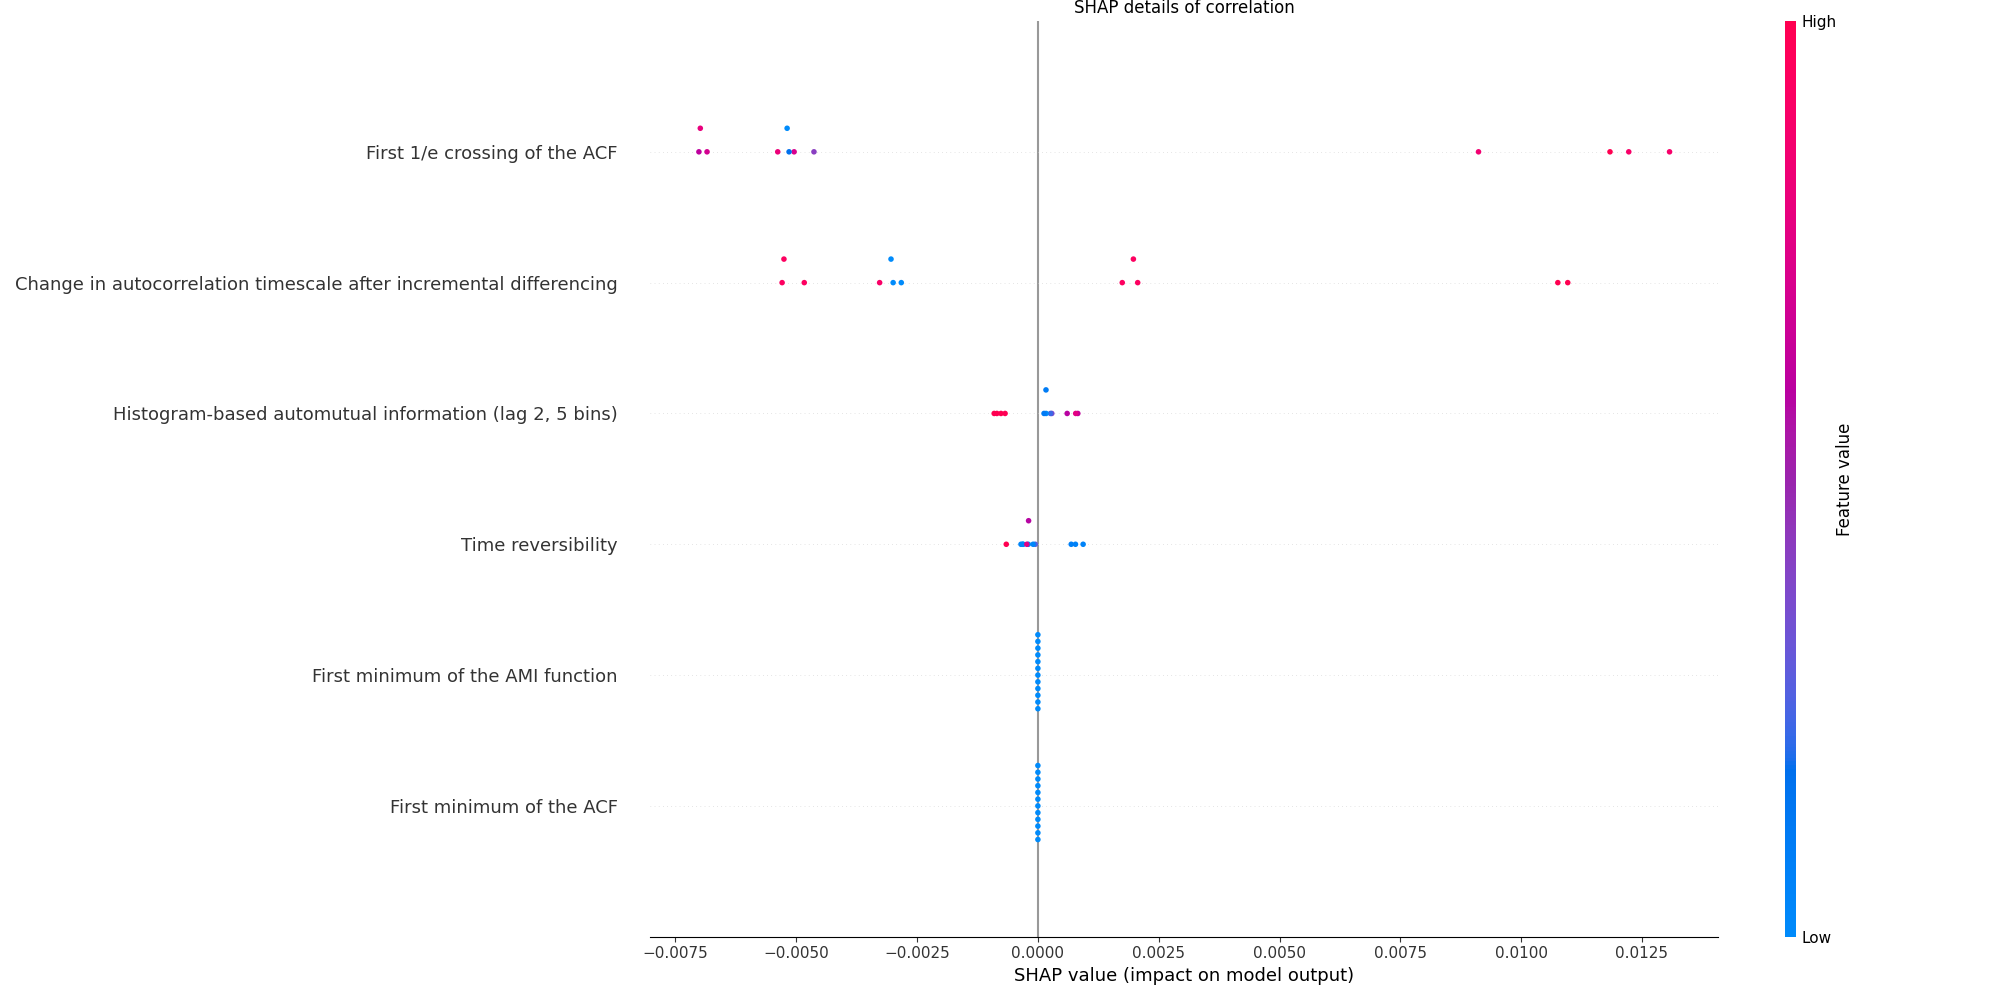 SHAP details of correlation
High
First 1/e crossing of the ACF
Change in autocorrelation timescale after incremental differencing
Histogram-based automutual information (lag 2, 5 bins)
Time reversibility
First minimum of the AMI function
First minimum of the ACF
Feature value
Low
−0.0075 −0.0050 −0.0025 0.0000 0.0025 0.0050 0.0075 0.0100 0.0125
SHAP value (impact on model output)